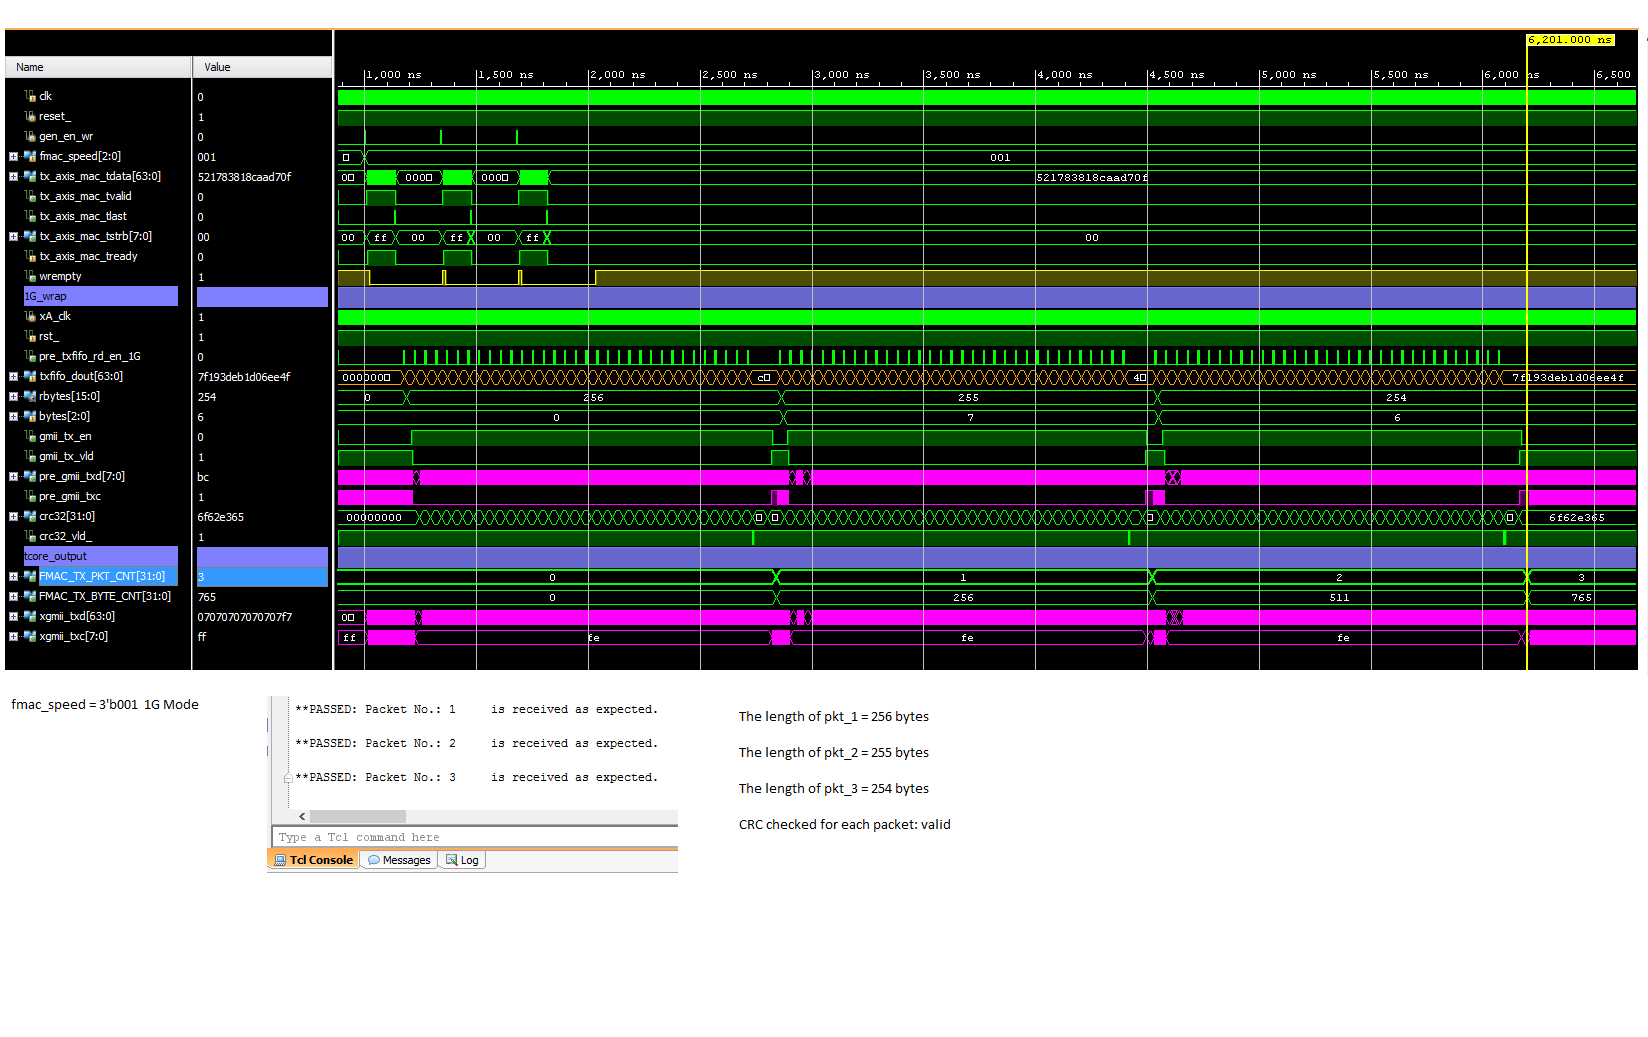 6,201.000 ns
Name Value 1,000 ns 1,500 ns 2,000 ns 2,500 ns 3,000 ns 3,500 ns 4,000 ns 4,500 ns 5,000 ns 5,500 ns 6,000 ns 6,500
clk 0
reset_ 1
gen_en_wr 0
fmac_speed[2:0] 001 001
tx_axis_mac_tdata[63:0] 521783818caad70f 00 000 000 521783818caad70f
tx_axis_mac_tvalid 0
tx_axis_mac_tlast 0
tx_axis_mac_tstrb[7:0] 00 00 ff 00 ff 00 ff 00
tx_axis_mac_tready 0
wrempty 1
1G_wrap
xA_clk 1
rst_ 1
pre_txfifo_rd_en_1G 0
txfifo_dout[63:0] 7f193deb1d06ee4f 0000000 c 4 7f193deb1d06ee4f
rbytes[15:0] 254 0 256 255 254
bytes[2:0] 6 0 7 6
gmii_tx_en 0
gmii_tx_vld 1
pre_gmii_txd[7:0] bc
pre_gmii_txc 1
crc32[31:0] 6f62e365 00000000 6f62e365
crc32_vld_ 1
tcore_output
FMAC_TX_PKT_CNT[31:0] 3 0 1 2 3
FMAC_TX_BYTE_CNT[31:0] 765 0 256 511 765
xgmii_txd[63:0] 07070707070707f7 0
xgmii_txc[7:0] ff ff fe fe fe
fmac_speed = 3'b001 1G Mode
**PASSED: Packet No.: 1 is received as expected.
**PASSED: Packet No.: 2 is received as expected.
**PASSED: Packet No.: 3 is received as expected.
Type a Tcl command here
Tcl Console Messages Log
The length of pkt_1 = 256 bytes
The length of pkt_2 = 255 bytes
The length of pkt_3 = 254 bytes
CRC checked for each packet: valid